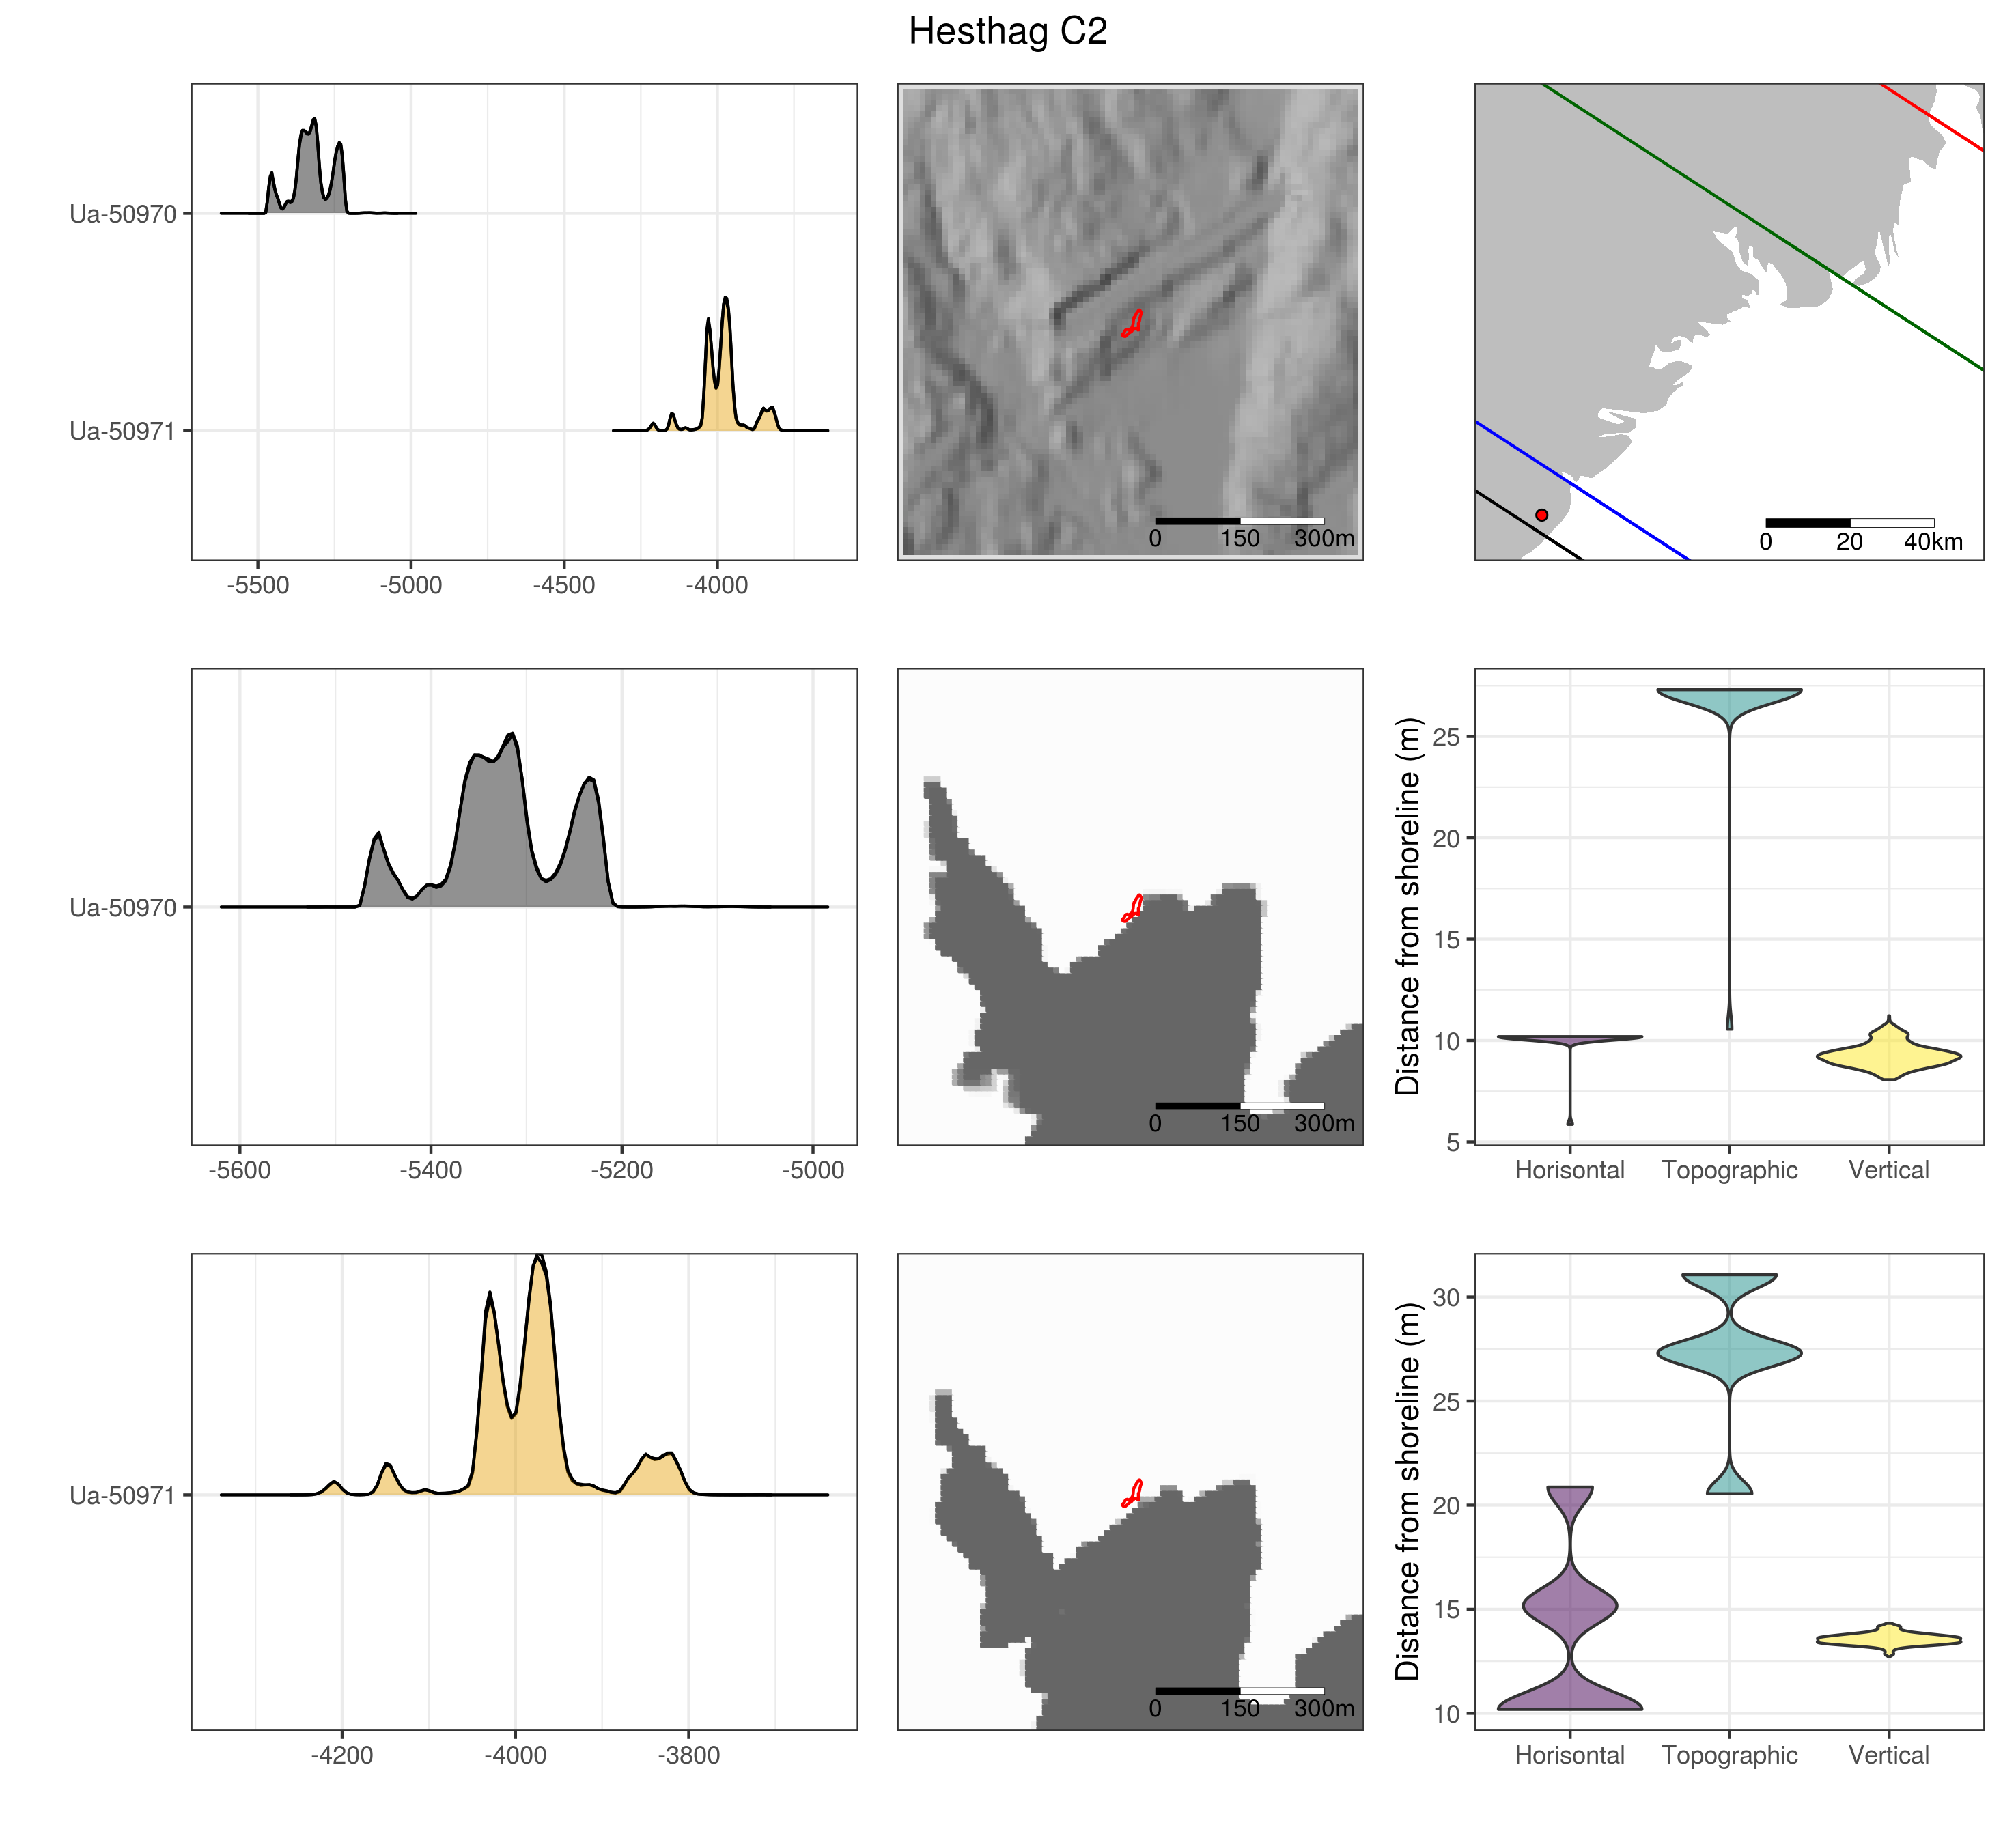 Hesthag C2
Ua-50970
Ua-50971
-5500 -5000 -4500 -4000
0 150 300m
0 20 40km
Ua-50970
-5600 -5400 -5200 -5000
0 150 300m
Distance from shoreline (m)
25
20
15
10
5
Horisontal Topographic Vertical
Ua-50971
-4200 -4000 -3800
0 150 300m
Distance from shoreline (m)
30
25
20
15
10
Horisontal Topographic Vertical